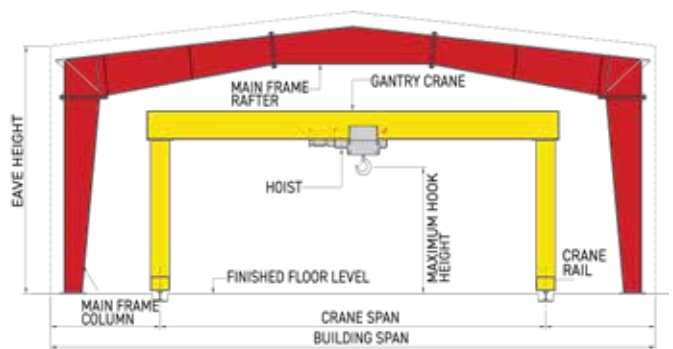 MAIN FRAME
RAFTER
GANTRY CRANE
EAVE HEIGHT
HOIST
MAXIMUM HOOK
HEIGHT
CRANE
RAIL
FINISHED FLOOR LEVEL
MAIN FRAME
COLUMN
CRANE SPAN
BUILDING SPAN